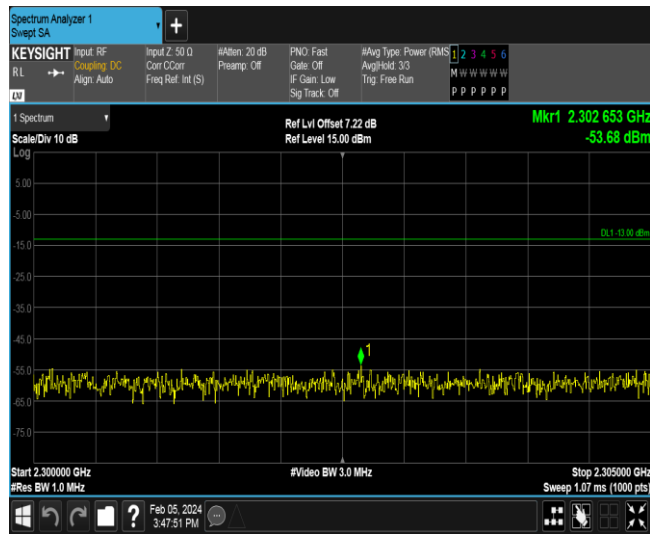 Spectrum Analyzer 1
Swept SA
+
KEYSIGHT
RL
LXI
Input: RF
Coupling: DC
Align: Auto
Input Z: 50 Ω
Corr CCorr
Freq Ref: Int (S)
#Atten: 20 dB
Preamp: Off
PNO: Fast
Gate: Off
IF Gain: Low
Sig Track: Off
#Avg Type: Power (RMS
Avg|Hold: 3/3
Trig: Free Run
1 2 3 4 5 6
M W W W W W
P P P P P P
1 Spectrum
Scale/Div 10 dB
Log
Ref Lvl Offset 7.22 dB
Ref Level 15.00 dBm
Mkr1 2.302 653 GHz
-53.68 dBm
5.00
-5.00
DL1 -13.00 dBm
-15.0
-25.0
-35.0
-45.0
1
-55.0
-65.0
-75.0
Start 2.300000 GHz
#Video BW 3.0 MHz
Stop 2.305000 GHz
#Res BW 1.0 MHz
Sweep 1.07 ms (1000 pts)
?
Feb 05, 2024
3:47:51 PM